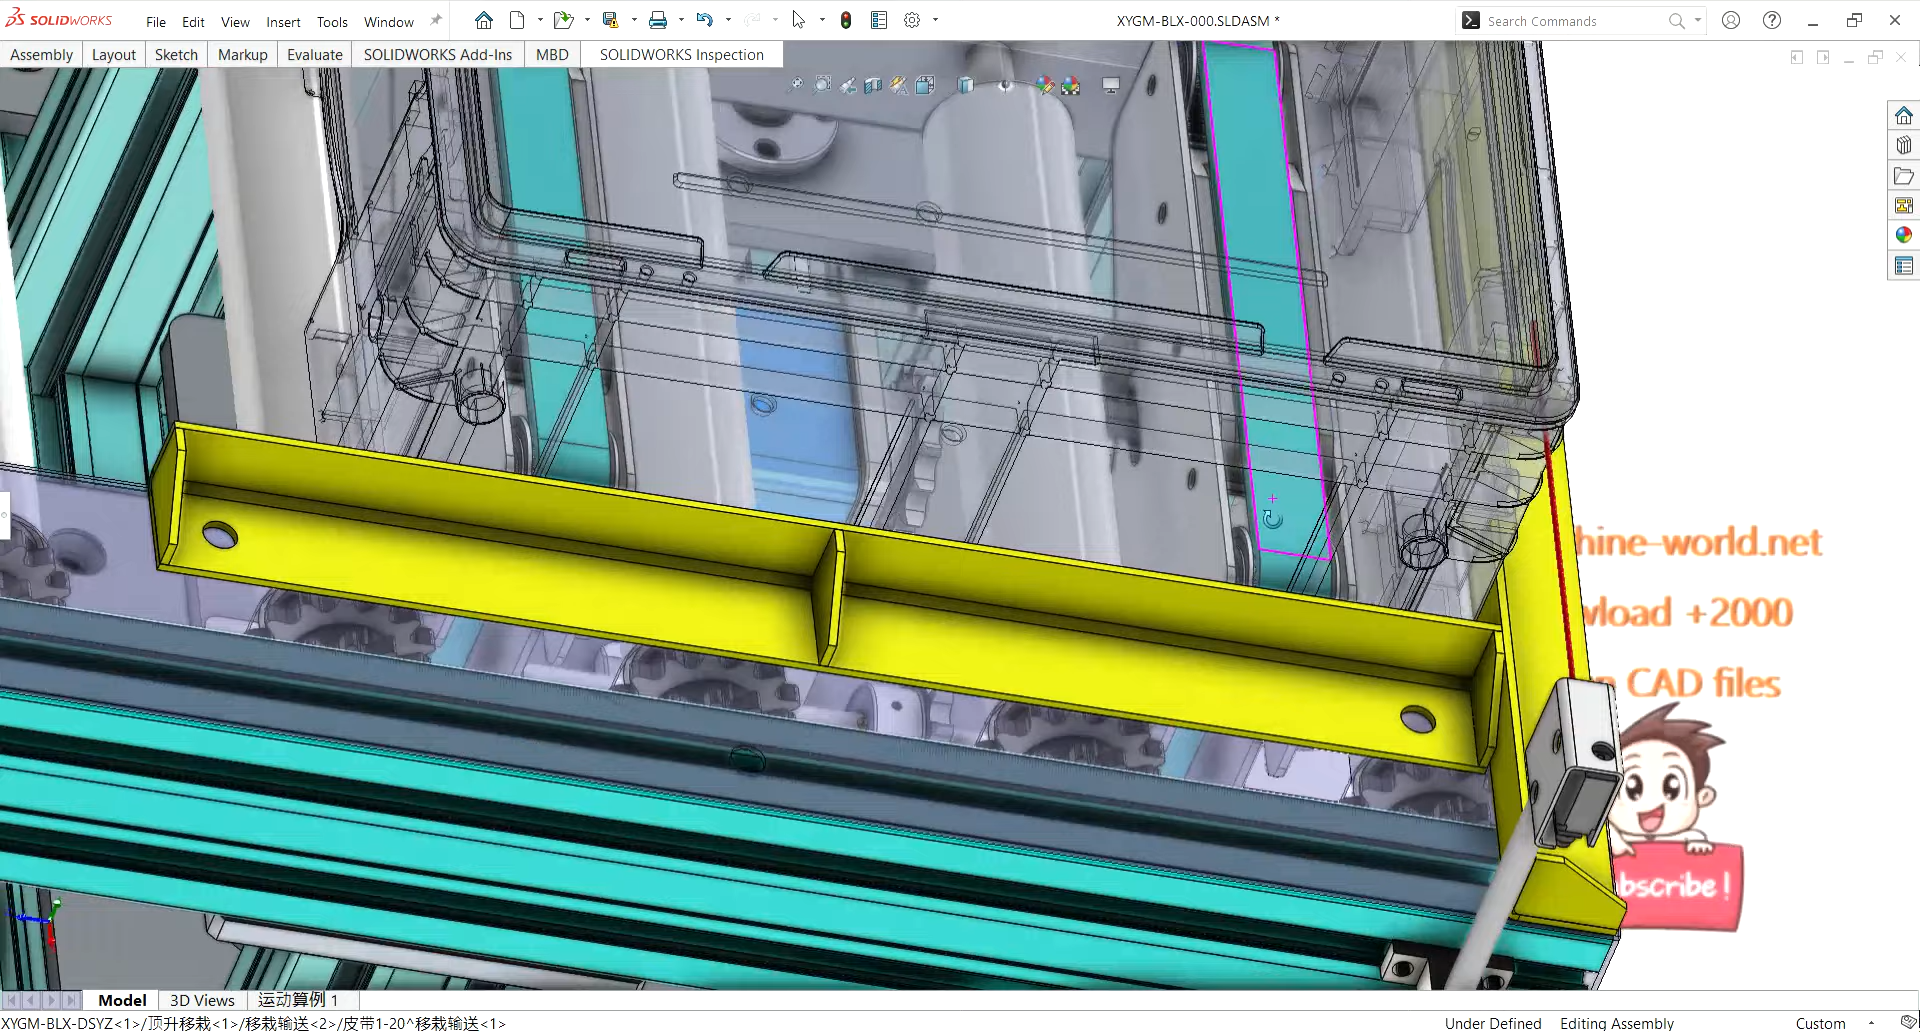 SOLIDWORKS File Edit View Insert Tools Window XYGM-BLX-000.SLDASM * Search Commands
Assembly Layout Sketch Markup Evaluate SOLIDWORKS Add-Ins MBD SOLIDWORKS Inspection
hine-world.net
wload +2000
n CAD files
bscribe!
Model 3D Views 运动算例 1
XYGM-BLX-DSYZ<1>/顶升移栽<1>/移栽输送<2>/皮带1-20^移栽输送<1> Under Defined Editing Assembly Custom